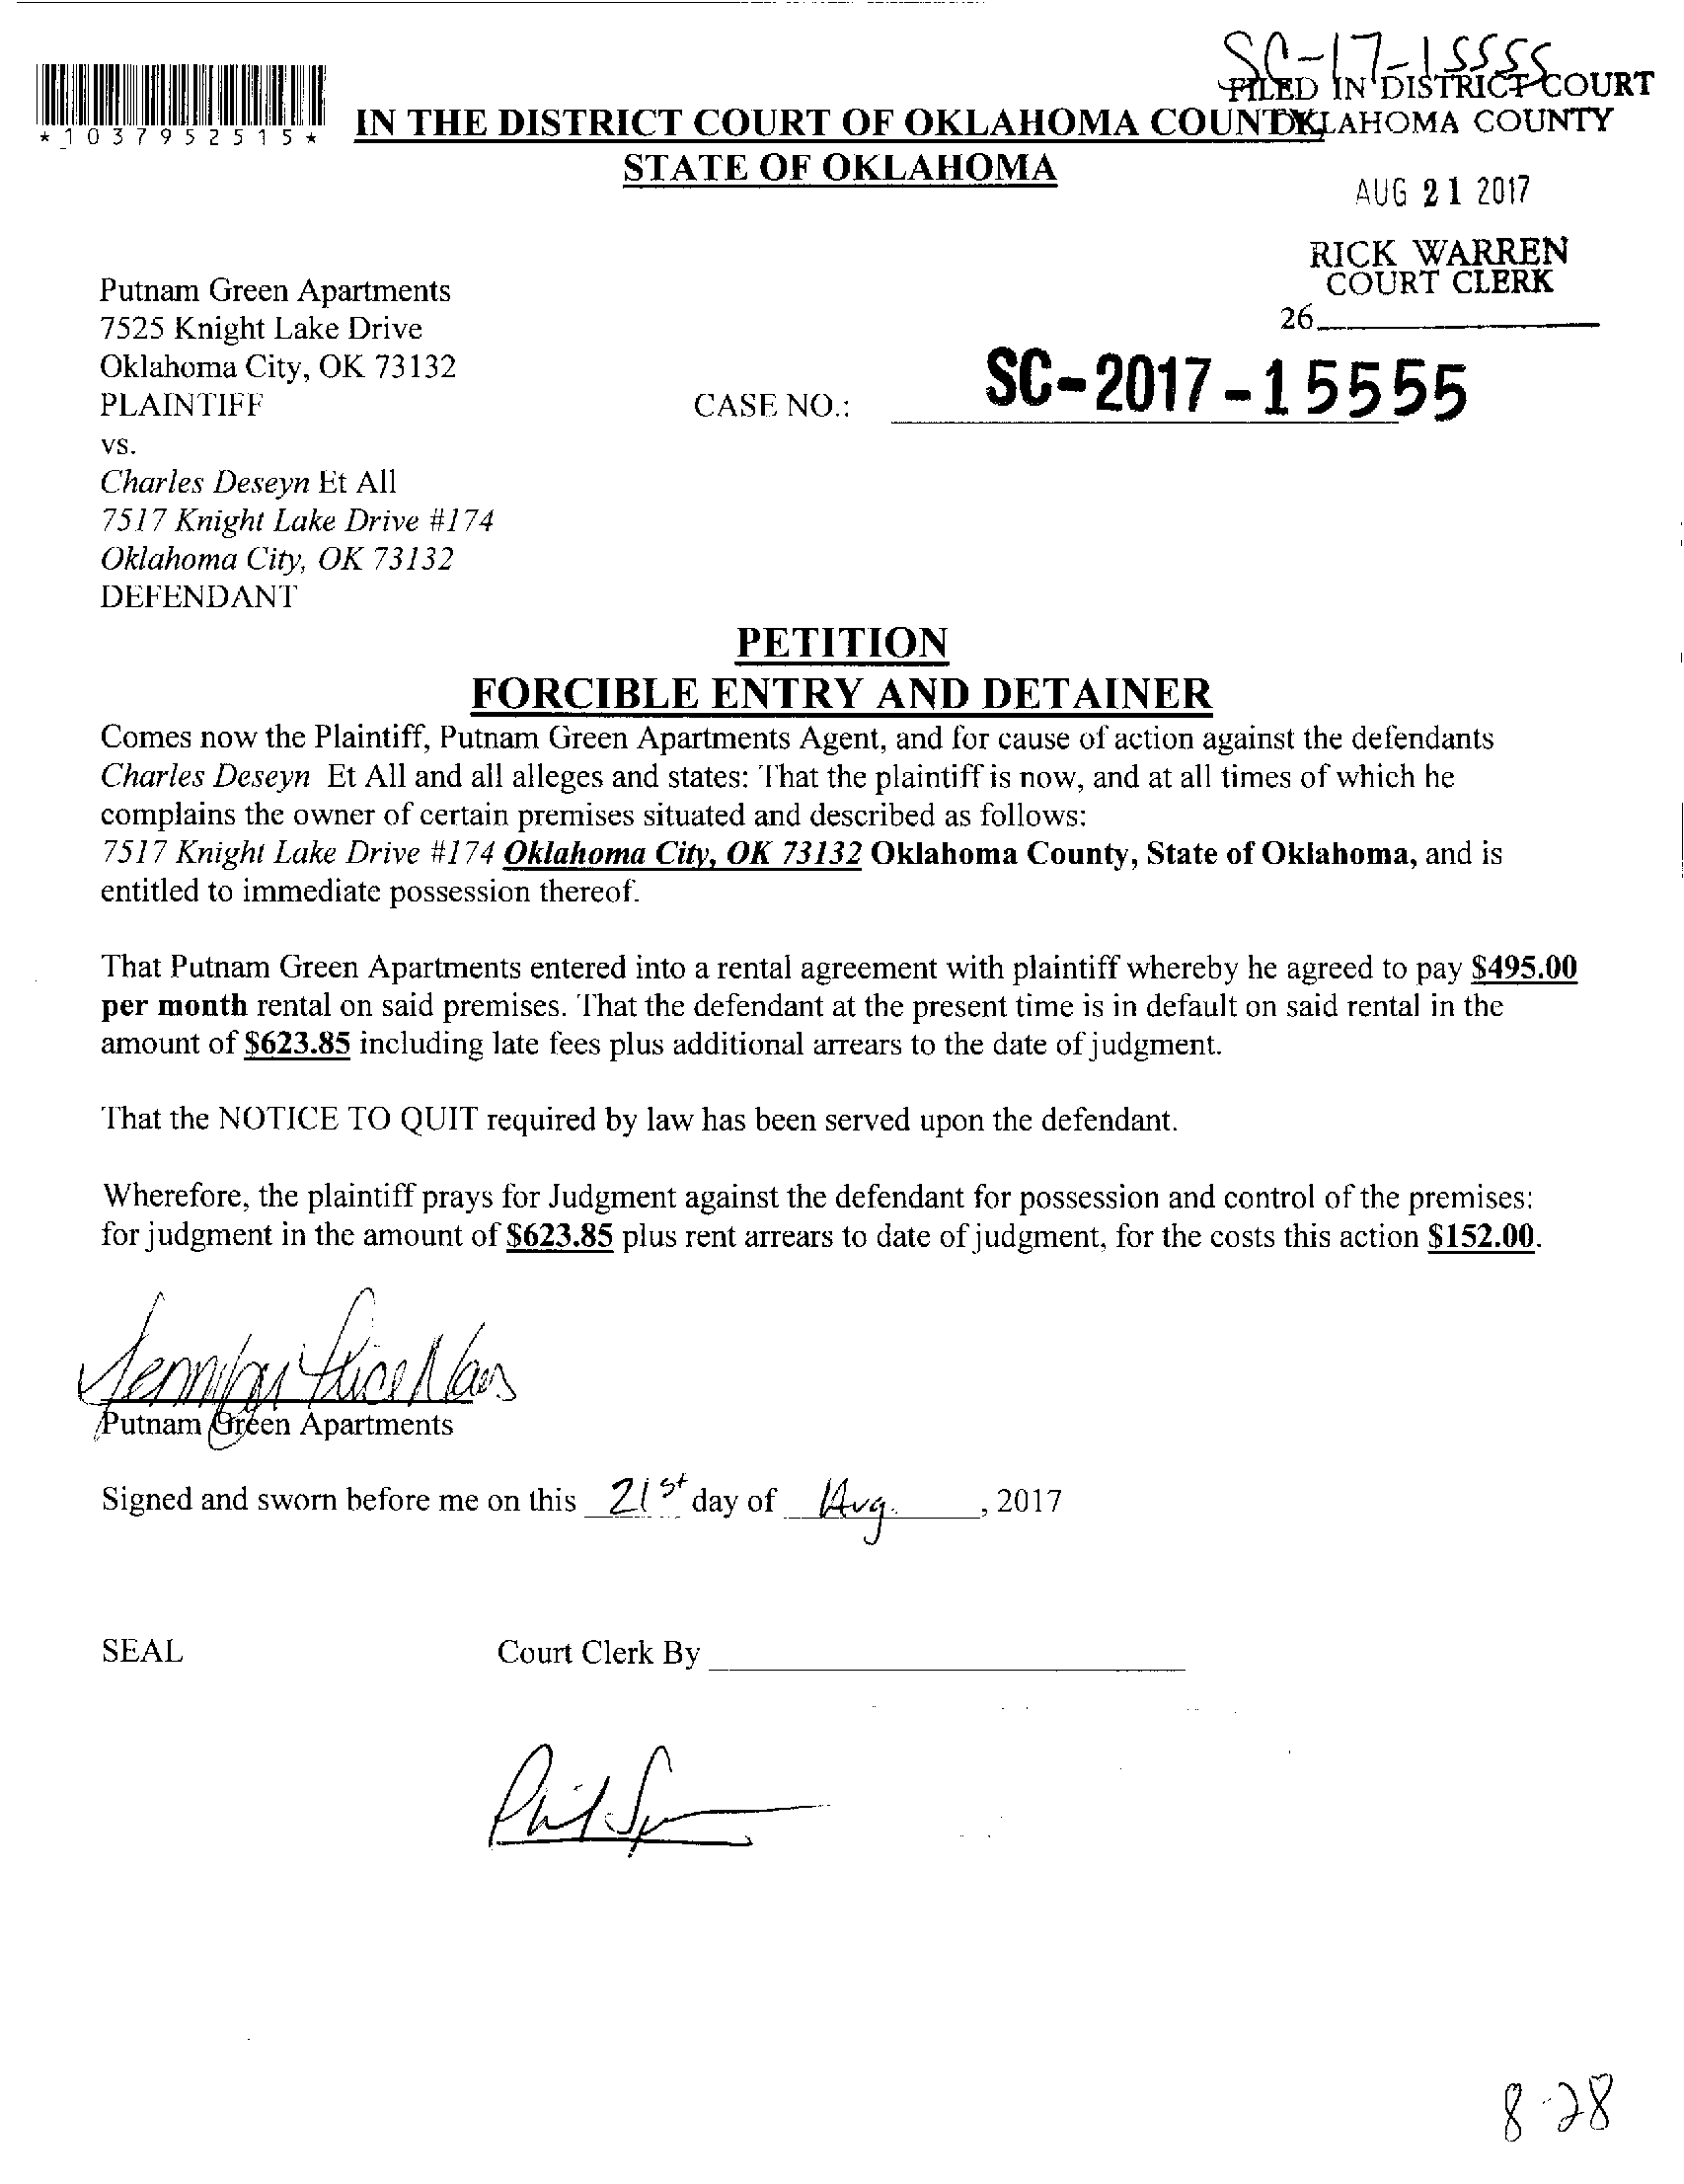 SC-17-15555
FILED IN DISTRICT COURT
OKLAHOMA COUNTY
*1037952515*
IN THE DISTRICT COURT OF OKLAHOMA COUNTY
STATE OF OKLAHOMA
AUG 21 2017
RICK WARREN
COURT CLERK
26
Putnam Green Apartments
7525 Knight Lake Drive
Oklahoma City, OK 73132
PLAINTIFF
CASE NO.: SC-2017-15555
vs.
Charles Deseyn Et All
7517 Knight Lake Drive #174
Oklahoma City, OK 73132
DEFENDANT
PETITION
FORCIBLE ENTRY AND DETAINER
Comes now the Plaintiff, Putnam Green Apartments Agent, and for cause of action against the defendants
Charles Deseyn Et All and all alleges and states: That the plaintiff is now, and at all times of which he
complains the owner of certain premises situated and described as follows:
7517 Knight Lake Drive #174 Oklahoma City, OK 73132 Oklahoma County, State of Oklahoma, and is
entitled to immediate possession thereof.
That Putnam Green Apartments entered into a rental agreement with plaintiff whereby he agreed to pay $495.00
per month rental on said premises. That the defendant at the present time is in default on said rental in the
amount of $623.85 including late fees plus additional arrears to the date of judgment.
That the NOTICE TO QUIT required by law has been served upon the defendant.
Wherefore, the plaintiff prays for Judgment against the defendant for possession and control of the premises:
for judgment in the amount of $623.85 plus rent arrears to date of judgment, for the costs this action $152.00.
Putnam Green Apartments
Signed and sworn before me on this 21st day of Aug. , 2017
SEAL Court Clerk By
8-28